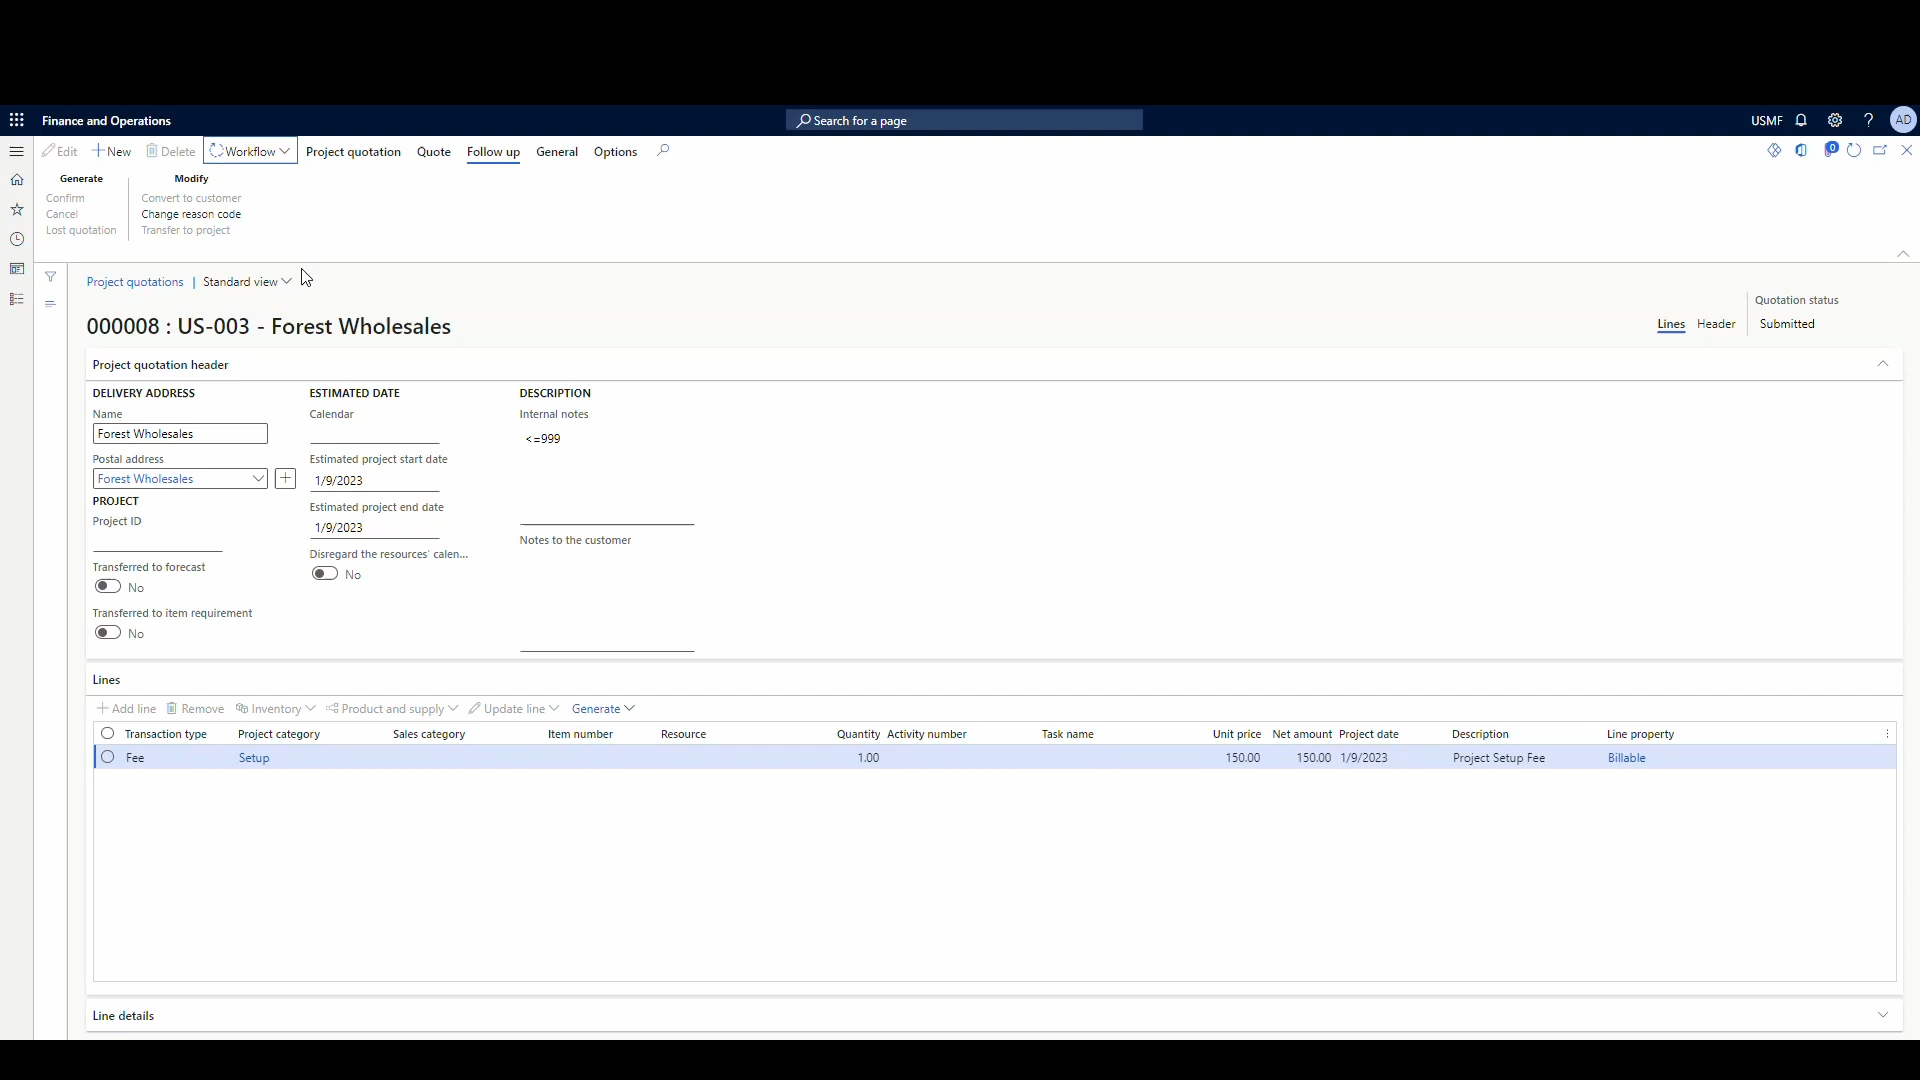 Finance and Operations
Search for a page
USMF
?
AD
Edit
New
Delete
Workflow
Project quotation
Quote
Follow up
General
Options
0
Generate
Modify
Confirm
Convert to customer
Cancel
Change reason code
Lost quotation
Transfer to project
Project quotations | Standard view
Quotation status
000008 : US-003 - Forest Wholesales
Lines
Header
Submitted
Project quotation header
DELIVERY ADDRESS
Name
Forest Wholesales
Postal address
Forest Wholesales
PROJECT
Project ID
Transferred to forecast
No
Transferred to item requirement
No
ESTIMATED DATE
Calendar
Estimated project start date
1/9/2023
Estimated project end date
1/9/2023
Disregard the resources' calen...
No
DESCRIPTION
Internal notes
<=999
Notes to the customer
Lines
Add line
Remove
Inventory
Product and supply
Update line
Generate
Transaction type
Project category
Sales category
Item number
Resource
Quantity
Activity number
Task name
Unit price
Net amount
Project date
Description
Line property
Fee
Setup
1.00
150.00
150.00
1/9/2023
Project Setup Fee
Billable
Line details